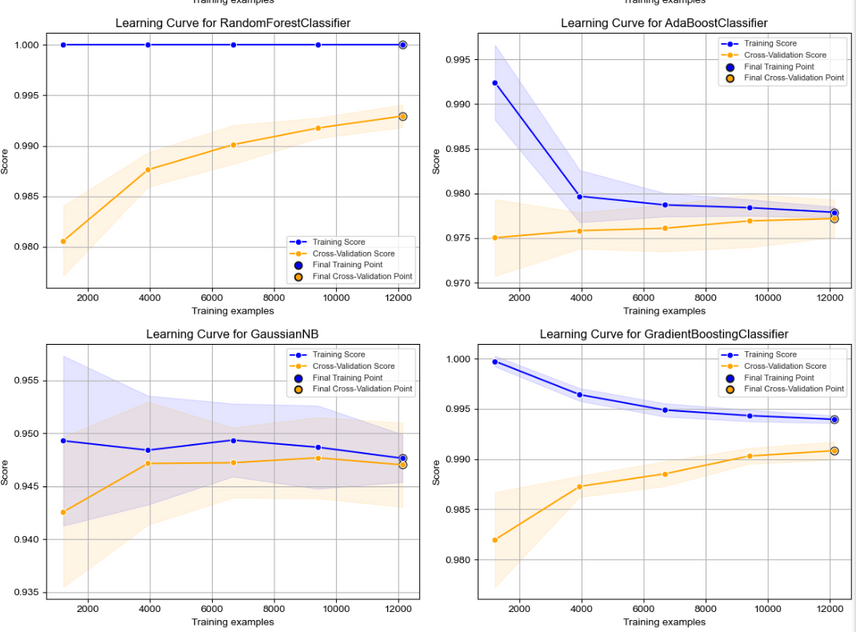 Training examples Training examples
Learning Curve for RandomForestClassifier
1.000
0.995
0.990
0.985
0.980
Score
Training Score
Cross-Validation Score
Final Training Point
Final Cross-Validation Point
2000 4000 6000 8000 10000 12000
Training examples
Learning Curve for AdaBoostClassifier
0.995
0.990
0.985
0.980
0.975
0.970
Score
Training Score
Cross-Validation Score
Final Training Point
Final Cross-Validation Point
2000 4000 6000 8000 10000 12000
Training examples
Learning Curve for GaussianNB
0.955
0.950
0.945
0.940
0.935
Score
Training Score
Cross-Validation Score
Final Training Point
Final Cross-Validation Point
2000 4000 6000 8000 10000 12000
Training examples
Learning Curve for GradientBoostingClassifier
1.000
0.995
0.990
0.985
0.980
Score
Training Score
Cross-Validation Score
Final Training Point
Final Cross-Validation Point
2000 4000 6000 8000 10000 12000
Training examples